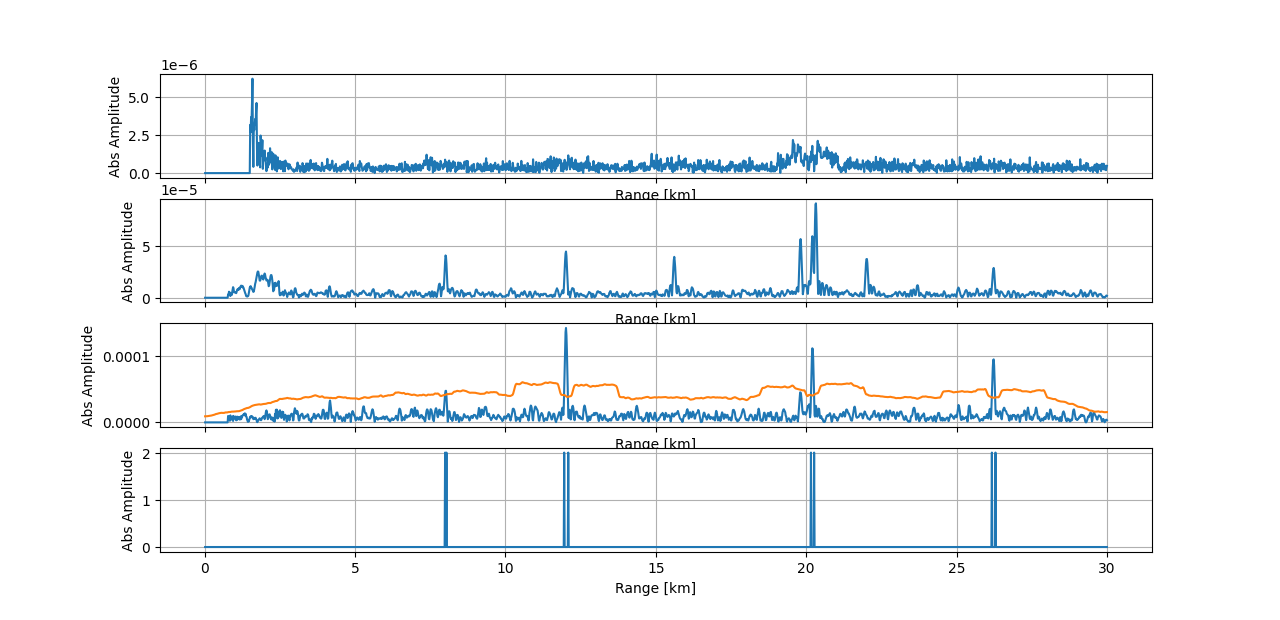 1e−6
Abs Amplitude
5.0
2.5
0.0
Range [km]
1e−5
Abs Amplitude
5
0
Range [km]
Abs Amplitude
0.0001
0.0000
Range [km]
Abs Amplitude
2
1
0
0 5 10 15 20 25 30
Range [km]